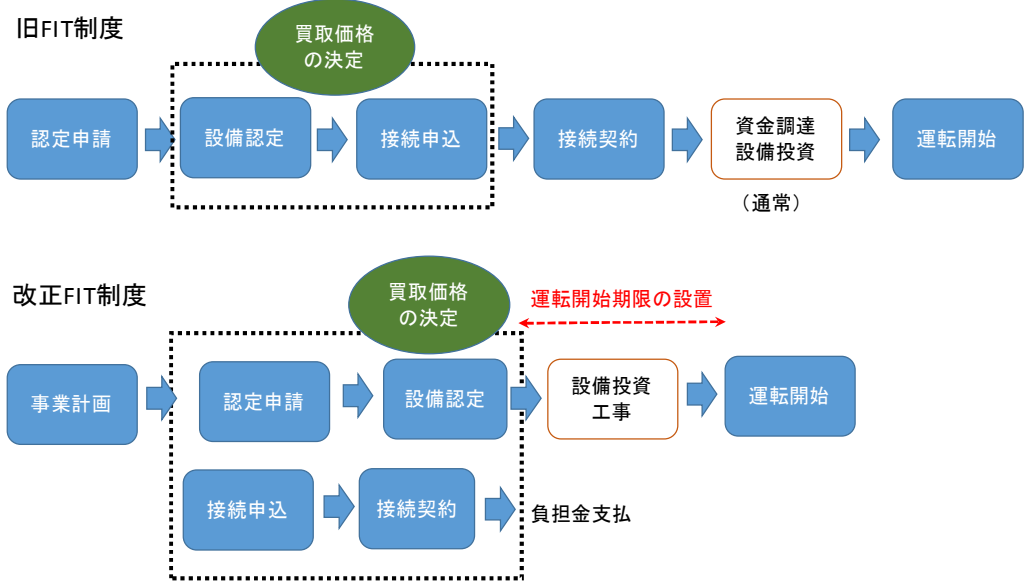 旧FIT制度
買取価格
の決定
認定申請
設備認定
接続申込
接続契約
資金調達
設備投資
運転開始
（通常）
改正FIT制度
買取価格
の決定
運転開始期限の設置
事業計画
認定申請
設備認定
設備投資
工事
運転開始
接続申込
接続契約
負担金支払